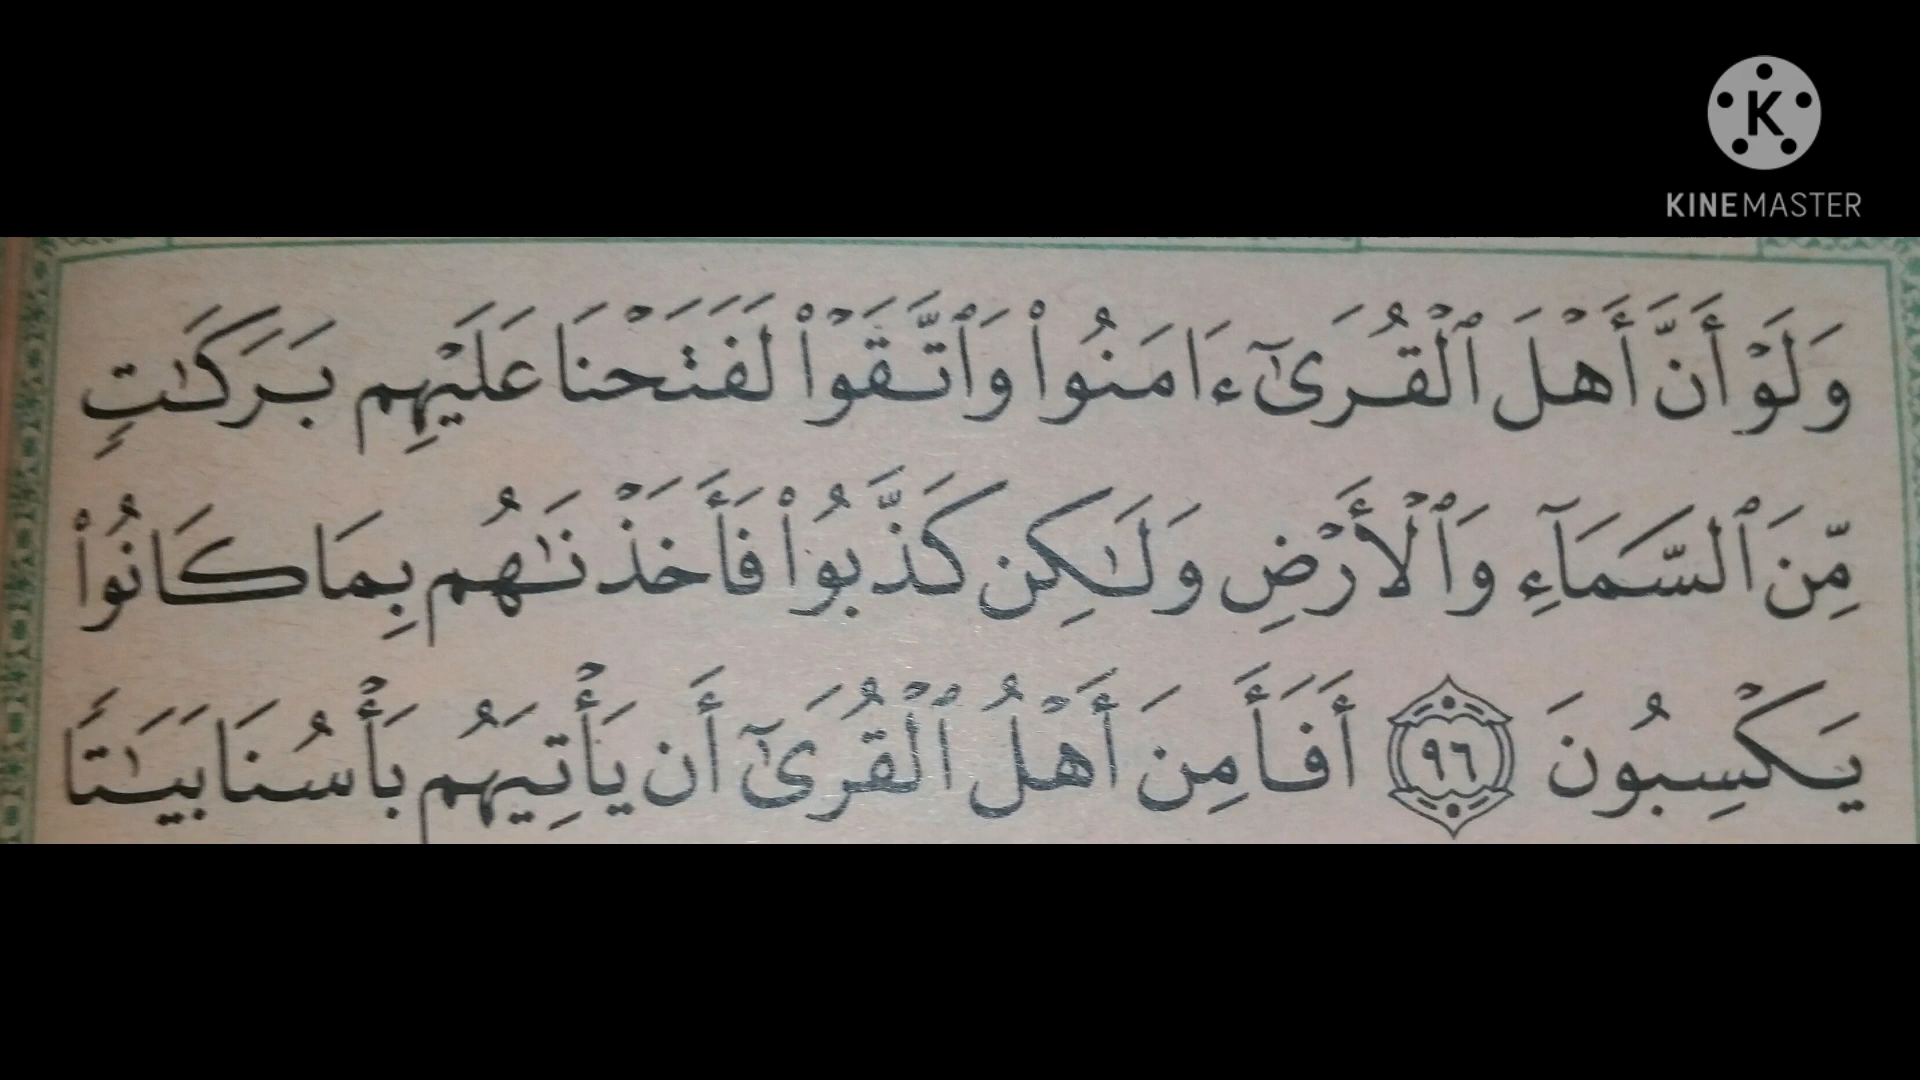 KINEMASTER
وَلَوۡ أَنَّ أَهۡلَ ٱلۡقُرَىٰٓ ءَامَنُواْ وَٱتَّقَوۡاْ لَفَتَحۡنَا عَلَيۡهِم بَرَكَٰتٖ
مِّنَ ٱلسَّمَآءِ وَٱلۡأَرۡضِ وَلَٰكِن كَذَّبُواْ فَأَخَذۡنَٰهُم بِمَا كَانُواْ
يَكۡسِبُونَ ٩٦ أَفَأَمِنَ أَهۡلُ ٱلۡقُرَىٰٓ أَن يَأۡتِيَهُم بَأۡسُنَا بَيَٰتٗا